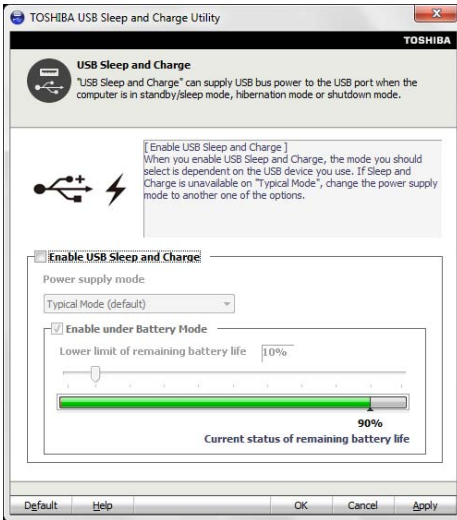 TOSHIBA USB Sleep and Charge Utility
TOSHIBA
USB Sleep and Charge
"USB Sleep and Charge" can supply USB bus power to the USB port when the
computer is in standby/sleep mode, hibernation mode or shutdown mode.
[ Enable USB Sleep and Charge ]
When you enable USB Sleep and Charge, the mode you should
select is dependent on the USB device you use. If Sleep and
Charge is unavailable on "Typical Mode", change the power supply
mode to another one of the options.
Enable USB Sleep and Charge
Power supply mode
Typical Mode (default)
Enable under Battery Mode
Lower limit of remaining battery life 10%
90%
Current status of remaining battery life
Default Help OK Cancel Apply